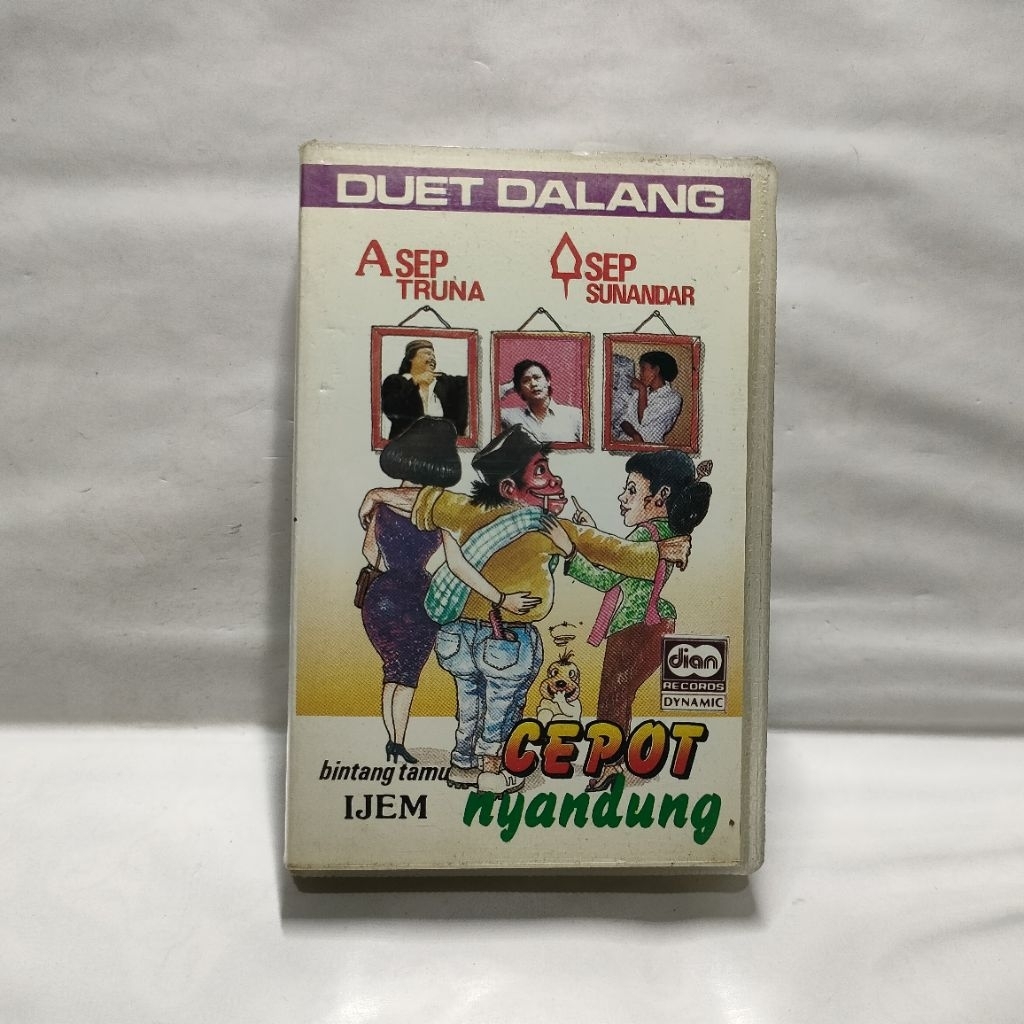 DUET DALANG
ASEP
TRUNA
ASEP
SUNANDAR
dian
RECORDS
DYNAMIC
CEPOT
nyandung
bintang tamu
IJEM